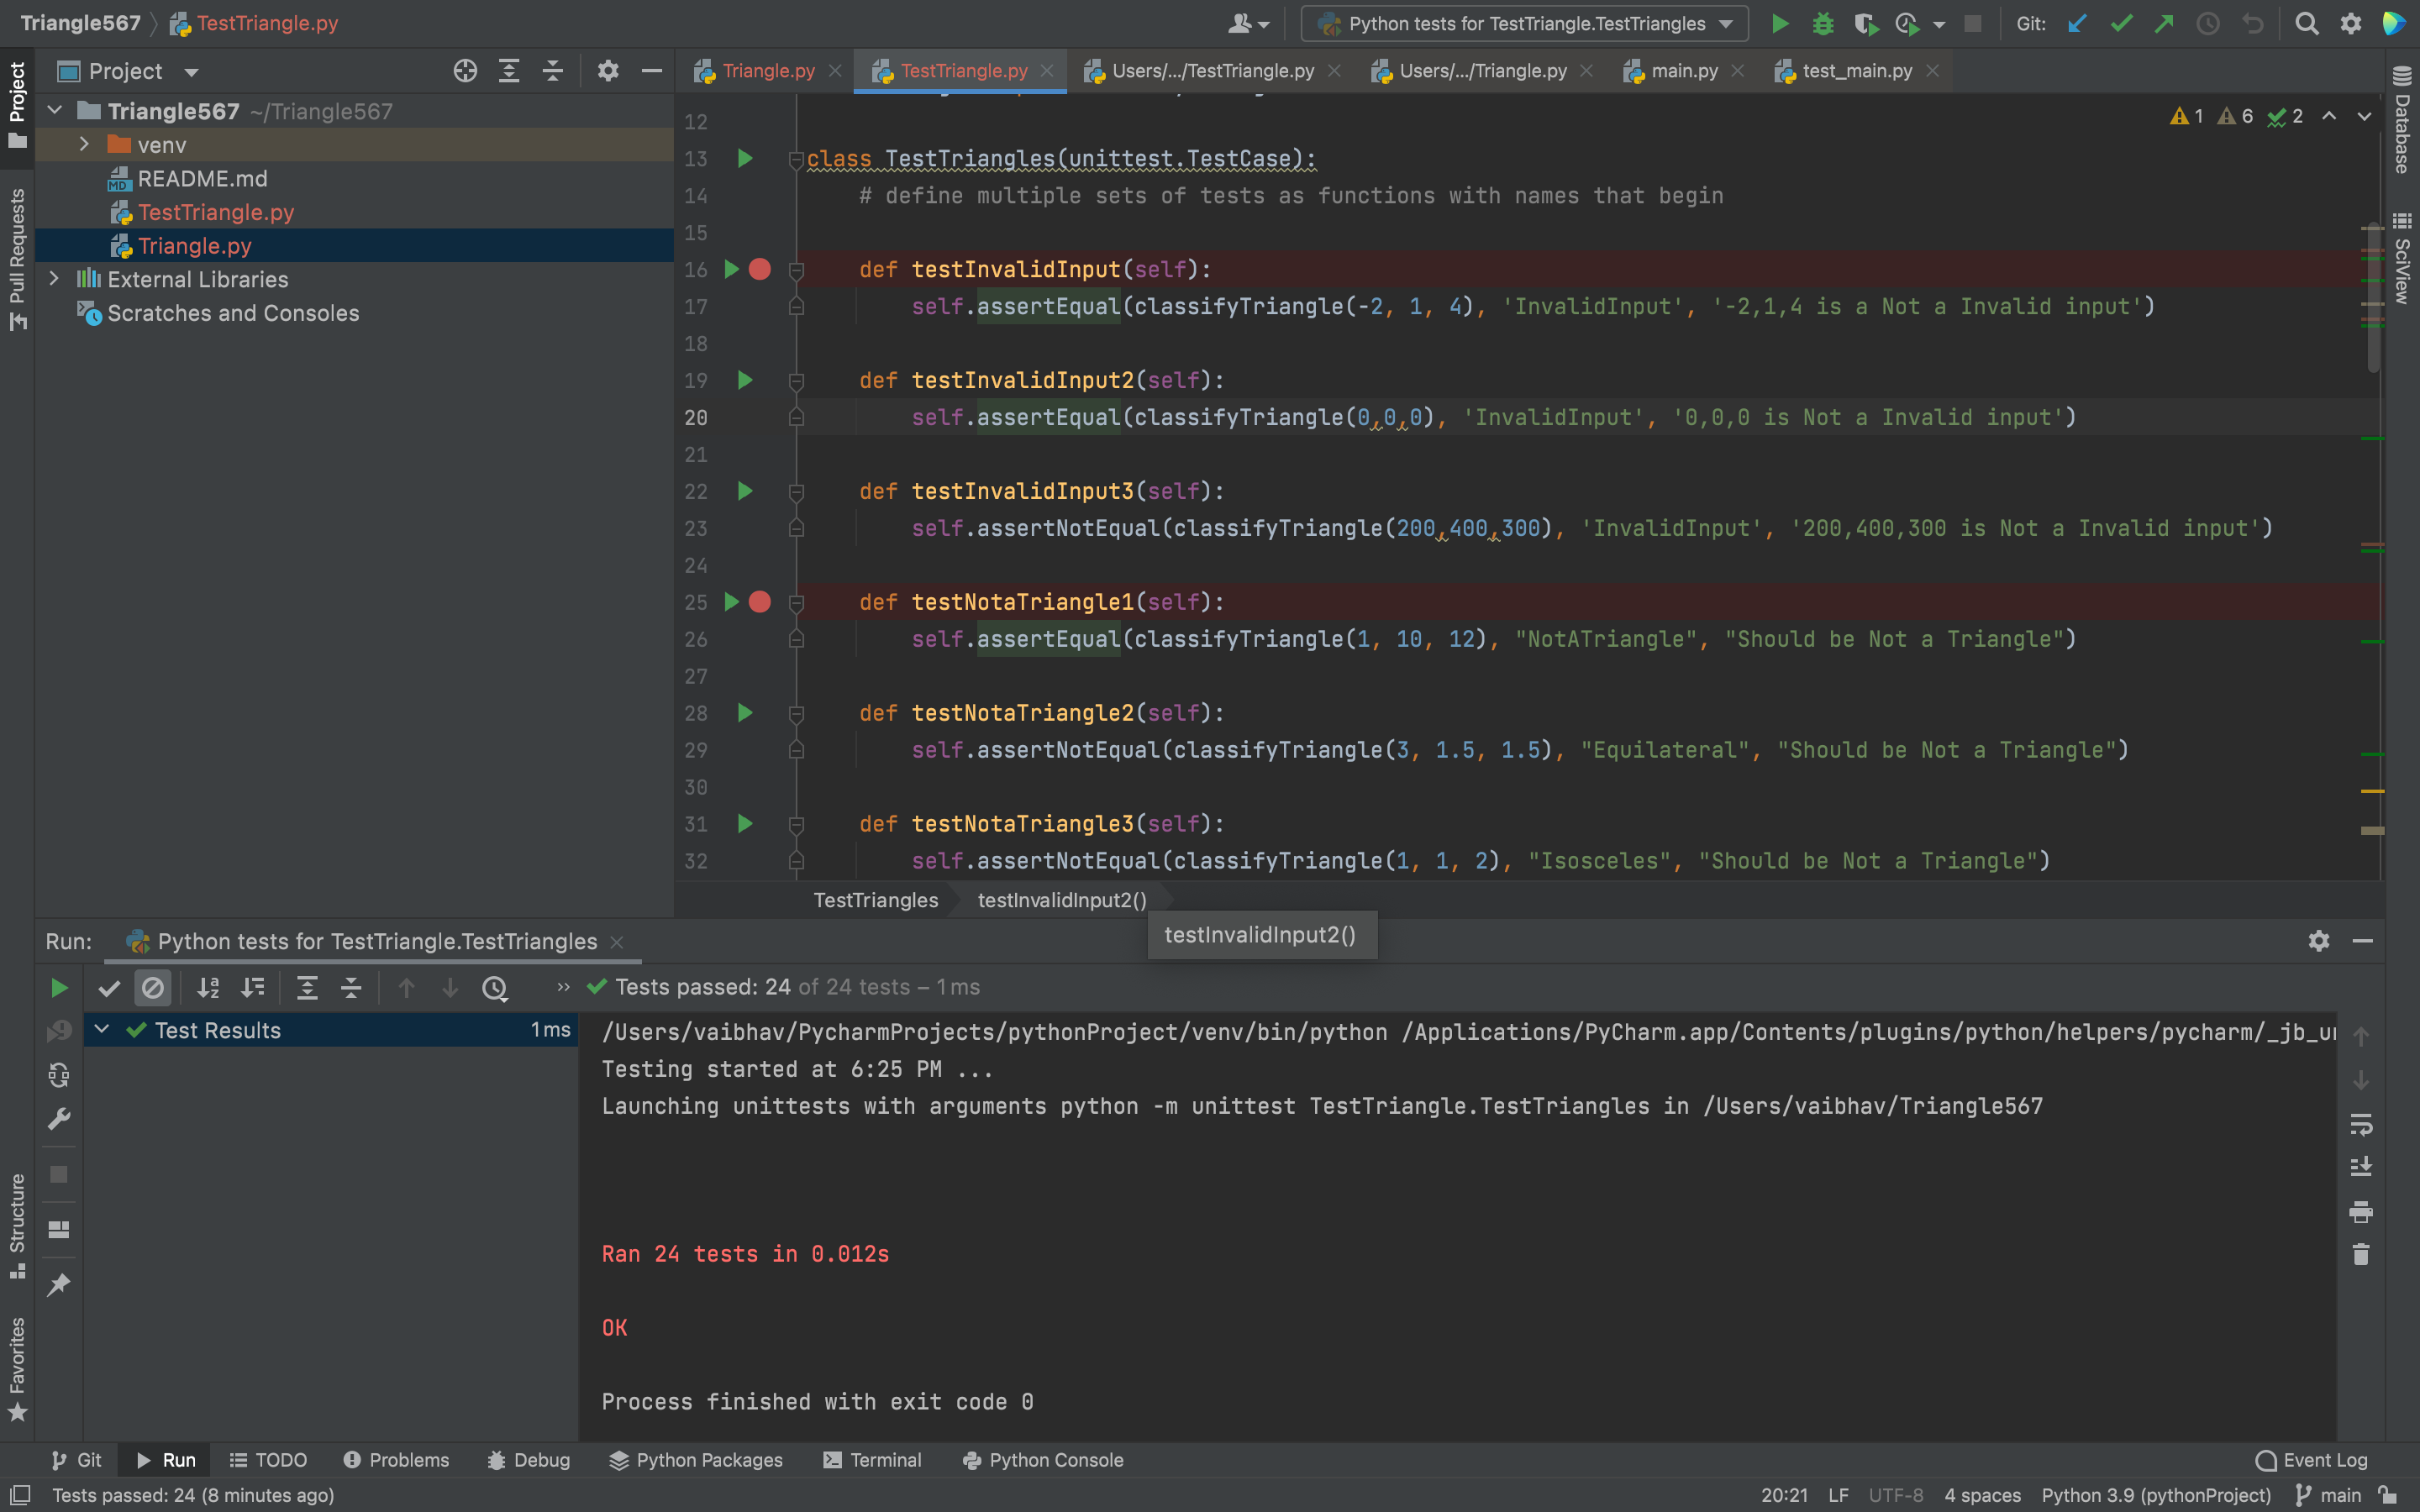 Triangle567 TestTriangle.py
Python tests for TestTriangle.TestTriangles
Git:
Project
Project
Triangle.py
TestTriangle.py
Users/.../TestTriangle.py
Users/.../Triangle.py
main.py
test_main.py
Database
SciView
Pull Requests
Structure
Favorites
Triangle567 ~/Triangle567
venv
README.md
TestTriangle.py
Triangle.py
External Libraries
Scratches and Consoles
1 6 2
12
13 class TestTriangles(unittest.TestCase):
14 # define multiple sets of tests as functions with names that begin
15
16 def testInvalidInput(self):
17 self.assertEqual(classifyTriangle(-2, 1, 4), 'InvalidInput', '-2,1,4 is a Not a Invalid input')
18
19 def testInvalidInput2(self):
20 self.assertEqual(classifyTriangle(0,0,0), 'InvalidInput', '0,0,0 is Not a Invalid input')
21
22 def testInvalidInput3(self):
23 self.assertNotEqual(classifyTriangle(200,400,300), 'InvalidInput', '200,400,300 is Not a Invalid input')
24
25 def testNotaTriangle1(self):
26 self.assertEqual(classifyTriangle(1, 10, 12), "NotATriangle", "Should be Not a Triangle")
27
28 def testNotaTriangle2(self):
29 self.assertNotEqual(classifyTriangle(3, 1.5, 1.5), "Equilateral", "Should be Not a Triangle")
30
31 def testNotaTriangle3(self):
32 self.assertNotEqual(classifyTriangle(1, 1, 2), "Isosceles", "Should be Not a Triangle")
TestTriangles testInvalidInput2()
testInvalidInput2()
Run: Python tests for TestTriangle.TestTriangles
» Tests passed: 24 of 24 tests – 1 ms
Test Results 1 ms
/Users/vaibhav/PycharmProjects/pythonProject/venv/bin/python /Applications/PyCharm.app/Contents/plugins/python/helpers/pycharm/_jb_u
Testing started at 6:25 PM ...
Launching unittests with arguments python -m unittest TestTriangle.TestTriangles in /Users/vaibhav/Triangle567
Ran 24 tests in 0.012s
OK
Process finished with exit code 0
Git Run TODO Problems Debug Python Packages Terminal Python Console Event Log
Tests passed: 24 (8 minutes ago) 20:21 LF UTF-8 4 spaces Python 3.9 (pythonProject) main